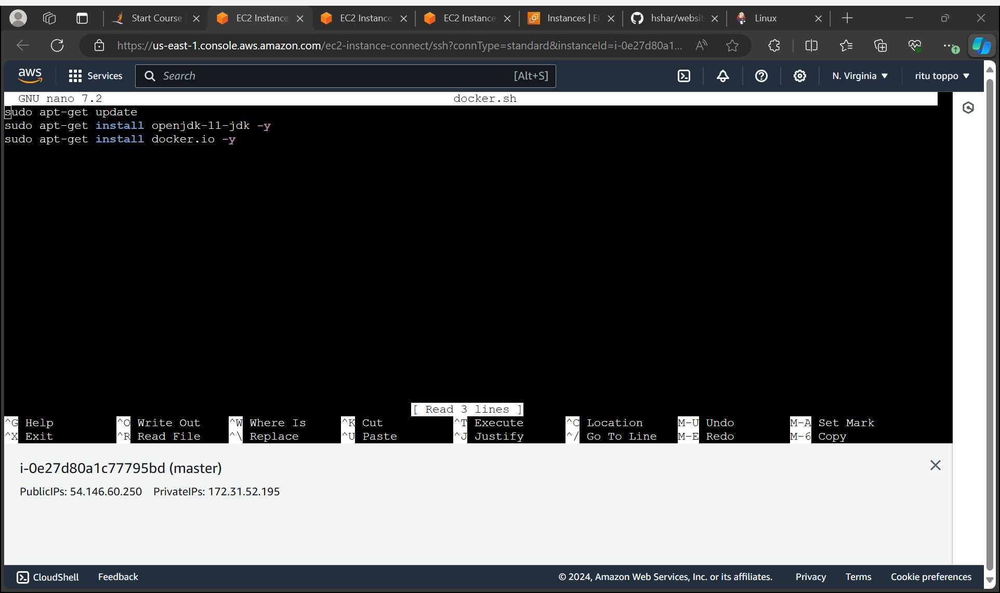 Start Course
EC2 Instance
EC2 Instance
EC2 Instance
Instances | EC
hshar/websit
Linux
https://us-east-1.console.aws.amazon.com/ec2-instance-connect/ssh?connType=standard&instanceId=i-0e27d80a1...
aws
Services
Search
[Alt+S]
N. Virginia
ritu toppo
GNU nano 7.2 docker.sh
sudo apt-get update
sudo apt-get install openjdk-11-jdk -y
sudo apt-get install docker.io -y
[ Read 3 lines ]
^G Help ^O Write Out ^W Where Is ^K Cut ^T Execute ^C Location M-U Undo M-A Set Mark
^X Exit ^R Read File ^\ Replace ^U Paste ^J Justify ^/ Go To Line M-E Redo M-6 Copy
i-0e27d80a1c77795bd (master)
PublicIPs: 54.146.60.250 PrivateIPs: 172.31.52.195
CloudShell Feedback © 2024, Amazon Web Services, Inc. or its affiliates. Privacy Terms Cookie preferences